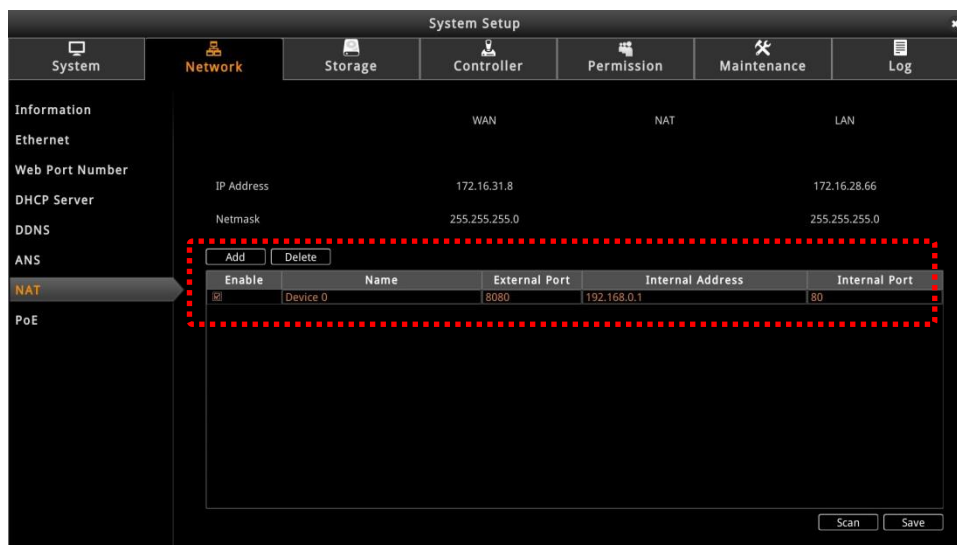 System Setup
System Network Storage Controller Permission Maintenance Log
Information
Ethernet
Web Port Number
DHCP Server
DDNS
ANS
NAT
PoE
WAN NAT LAN
IP Address 172.16.31.8 172.16.28.66
Netmask 255.255.255.0 255.255.255.0
Add Delete
Enable Name External Port Internal Address Internal Port
Device 0 8080 192.168.0.1 80
Scan Save